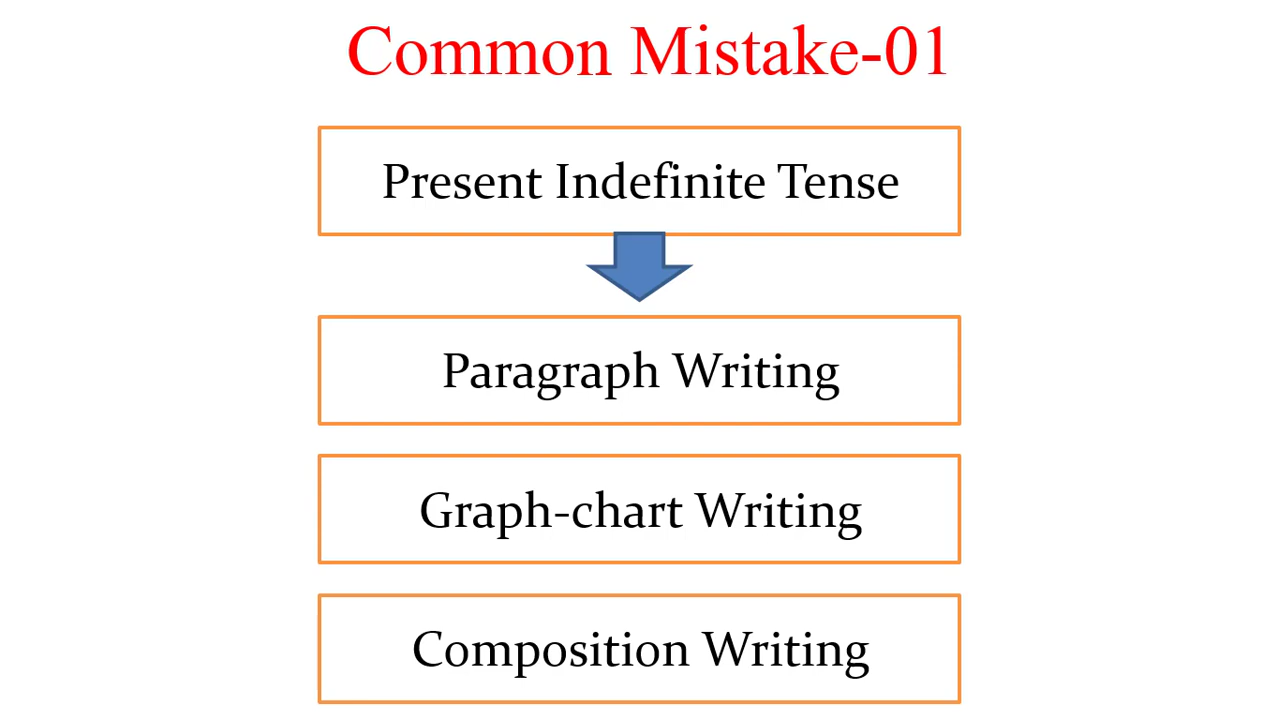 Common Mistake-01
Present Indefinite Tense
Paragraph Writing
Graph-chart Writing
Composition Writing